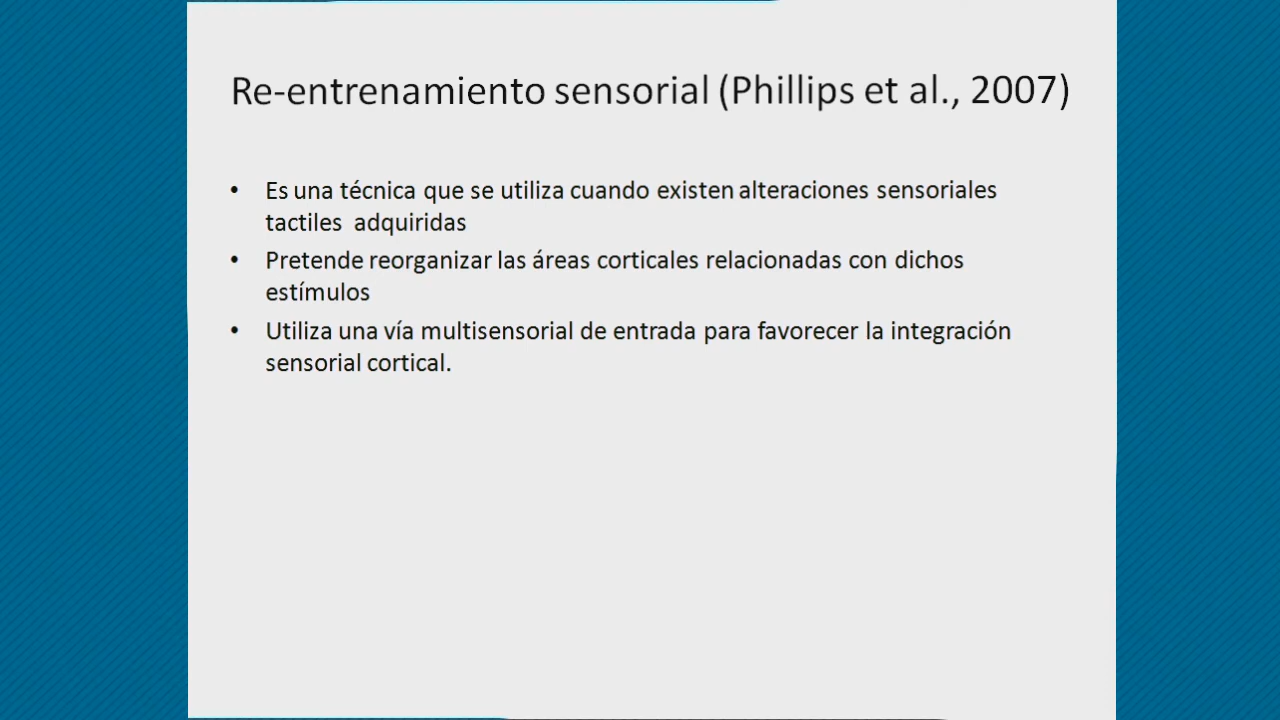 Re-entrenamiento sensorial (Phillips et al., 2007)
• Es una técnica que se utiliza cuando existen alteraciones sensoriales
tactiles adquiridas
• Pretende reorganizar las áreas corticales relacionadas con dichos
estímulos
• Utiliza una vía multisensorial de entrada para favorecer la integración
sensorial cortical.